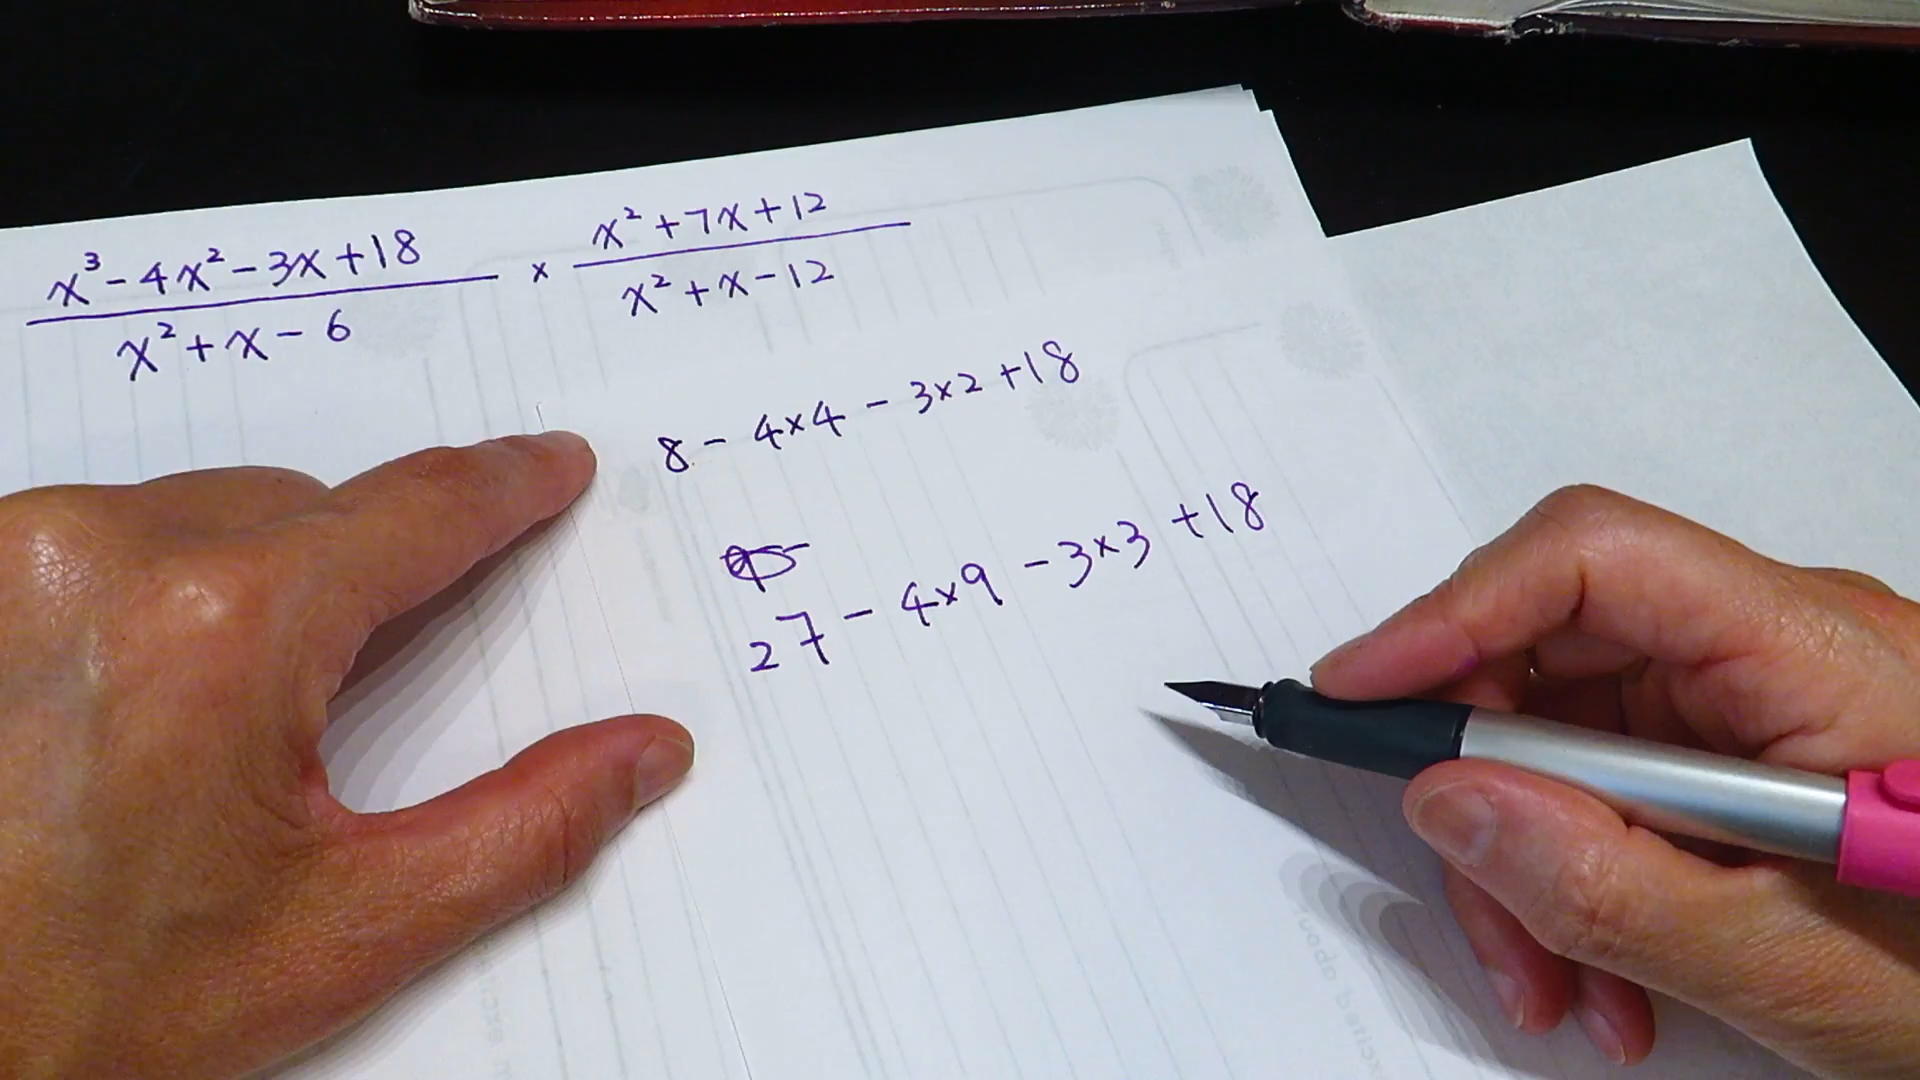 x³ - 4x² - 3x + 18
x² + x - 6
×
x² + 7x + 12
x² + x - 12
8 - 4×4 - 3×2 + 18
27 - 4×9 - 3×3 + 18